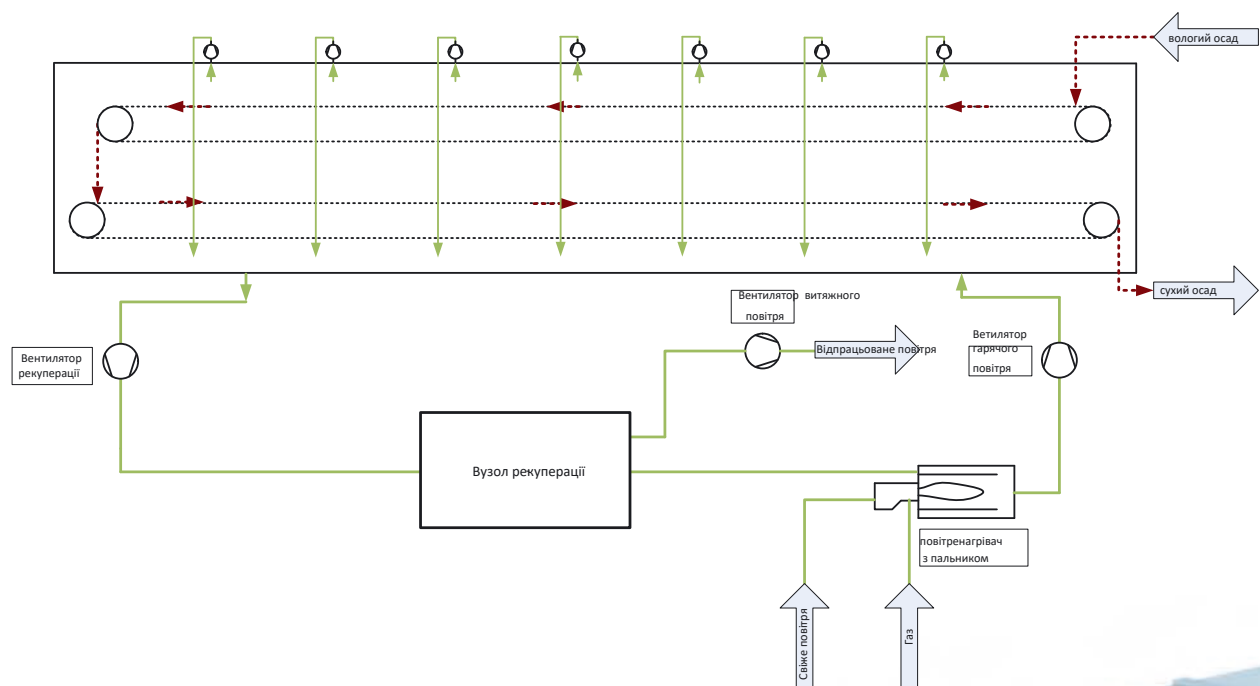 вологий осад
сухий осад
Вентилятор витяжного
повітря
Відпрацьоване повітря
Ветилятор
гарячого
повітря
Вентилятор
рекуперації
Вузол рекуперації
повітренагрівач
з пальником
Свіже повітря
Газ